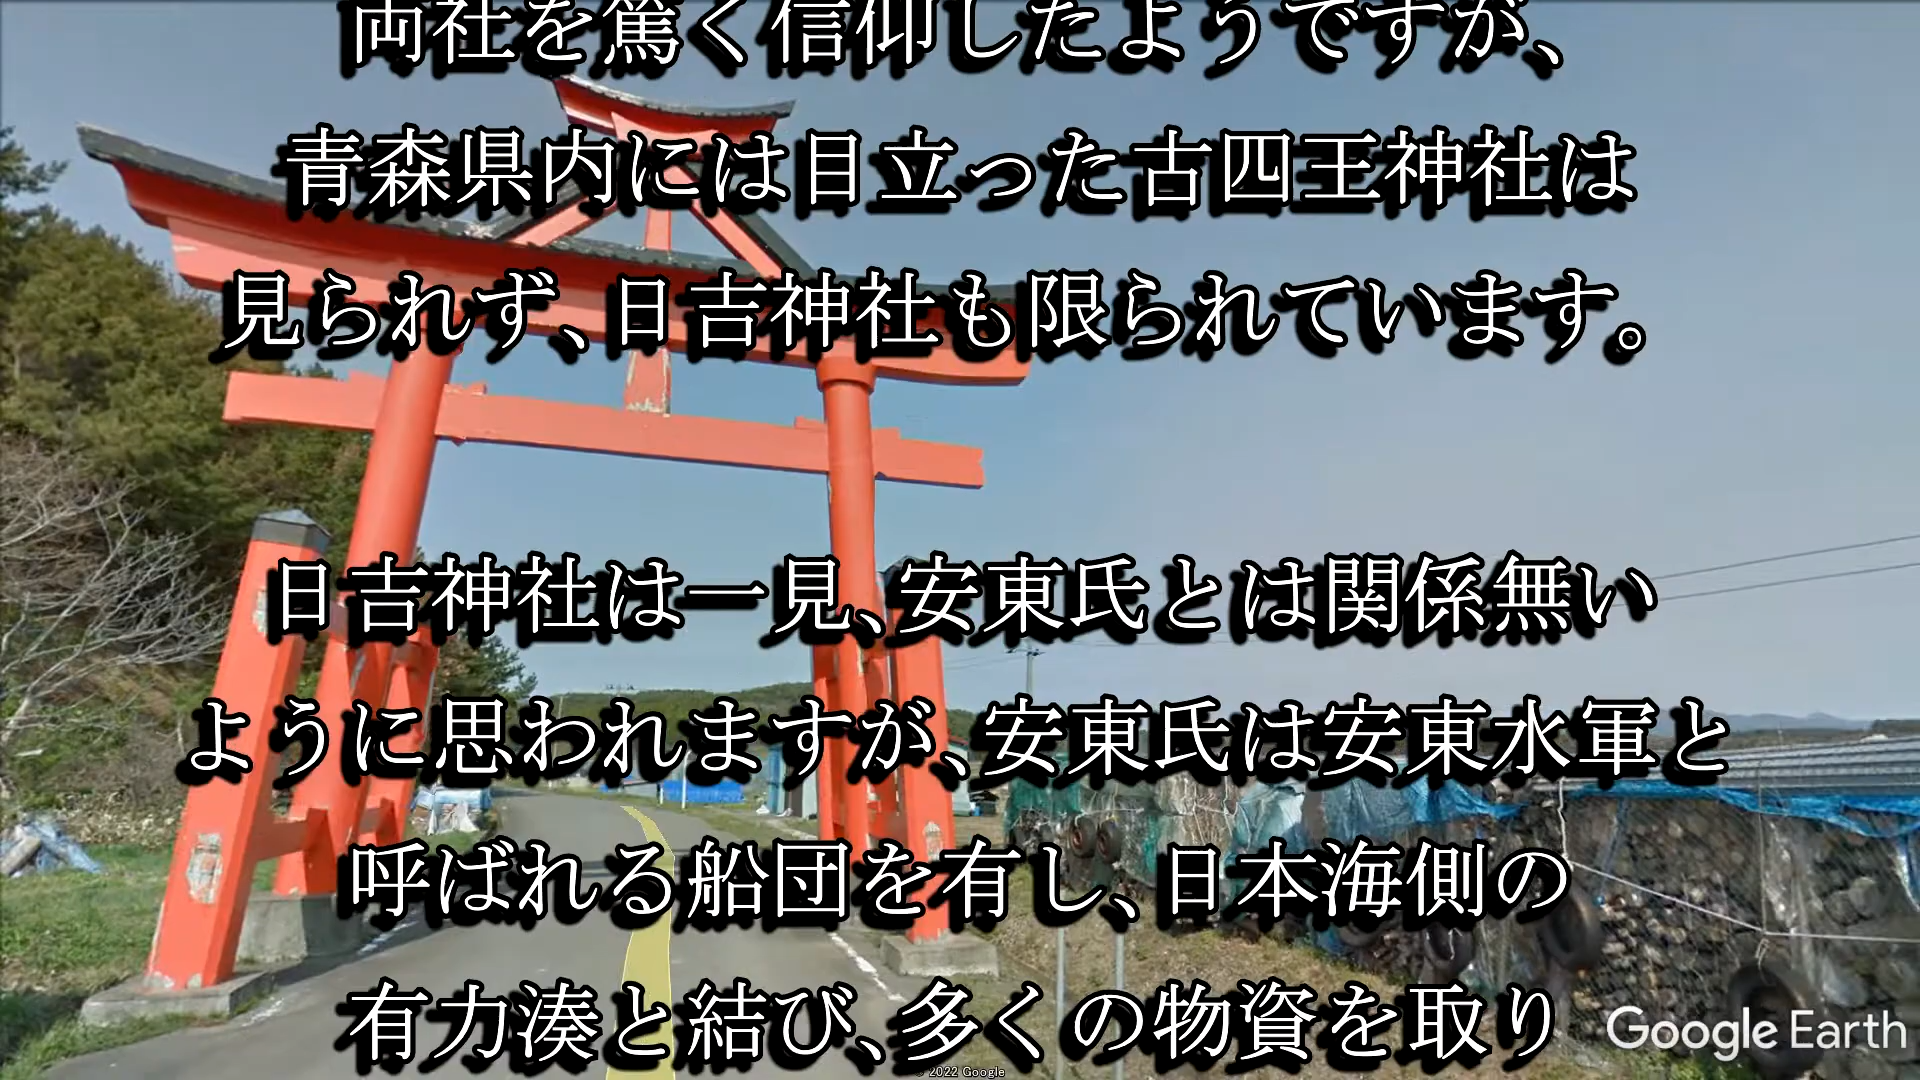 両社を篤く信仰したようですが、
青森県内には目立った古四王神社は
見られず、日吉神社も限られています。
日吉神社は一見、安東氏とは関係無い
ように思われますが、安東氏は安東水軍と
呼ばれる船団を有し、日本海側の
有力湊と結び、多くの物資を取り
Google Earth
© 2022 Google